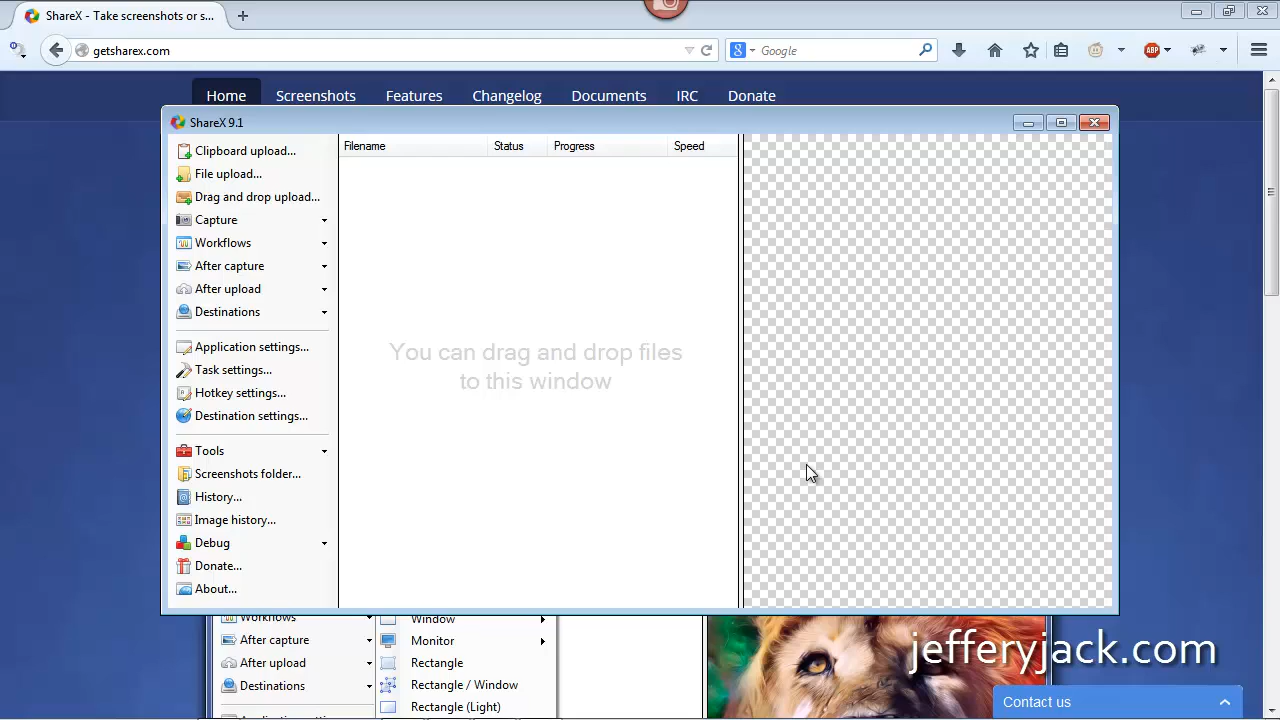 ShareX - Take screenshots or s...
getsharex.com
Google
ABP
Home Screenshots Features Changelog Documents IRC Donate
ShareX 9.1
Clipboard upload...
File upload...
Drag and drop upload...
Capture
Workflows
After capture
After upload
Destinations
Application settings...
Task settings...
Hotkey settings...
Destination settings...
Tools
Screenshots folder...
History...
Image history...
Debug
Donate...
About...
Filename Status Progress Speed
You can drag and drop files
to this window
Workflows
After capture
After upload
Destinations
Window
Monitor
Rectangle
Rectangle / Window
Rectangle (Light)
jefferyjack.com
Contact us